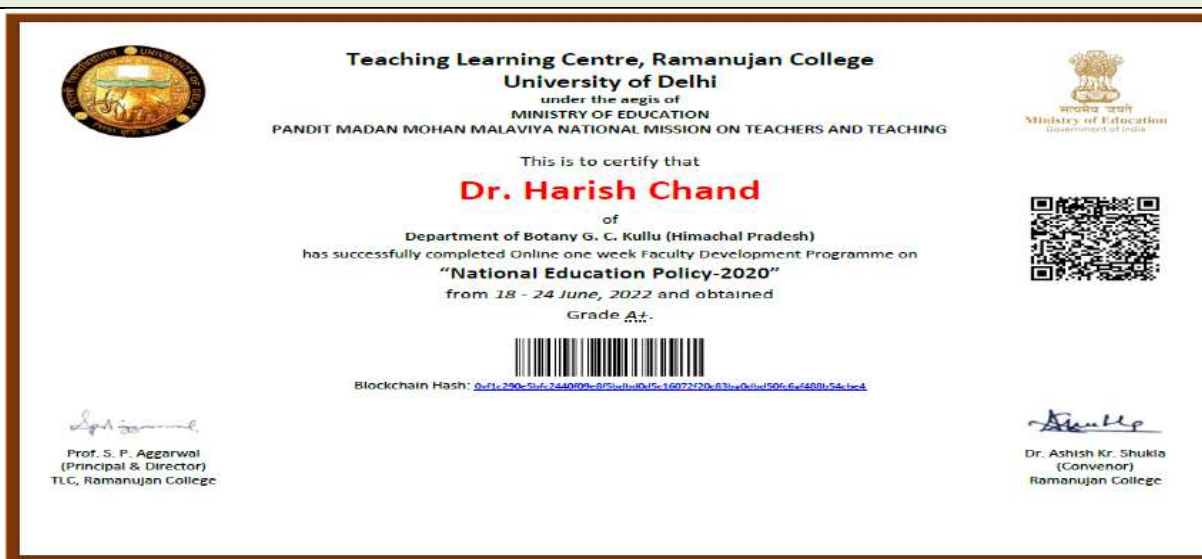 Teaching Learning Centre, Ramanujan College
University of Delhi
under the aegis of
MINISTRY OF EDUCATION
PANDIT MADAN MOHAN MALAVIYA NATIONAL MISSION ON TEACHERS AND TEACHING
सत्यमेव जयते
Ministry of Education
Government of India
This is to certify that
Dr. Harish Chand
of
Department of Botany G. C. Kullu (Himachal Pradesh)
has successfully completed Online one week Faculty Development Programme on
“National Education Policy-2020”
from 18 - 24 June, 2022 and obtained
Grade A+.
Blockchain Hash:
Prof. S. P. Aggarwal
(Principal & Director)
TLC, Ramanujan College
Dr. Ashish Kr. Shukla
(Convenor)
Ramanujan College